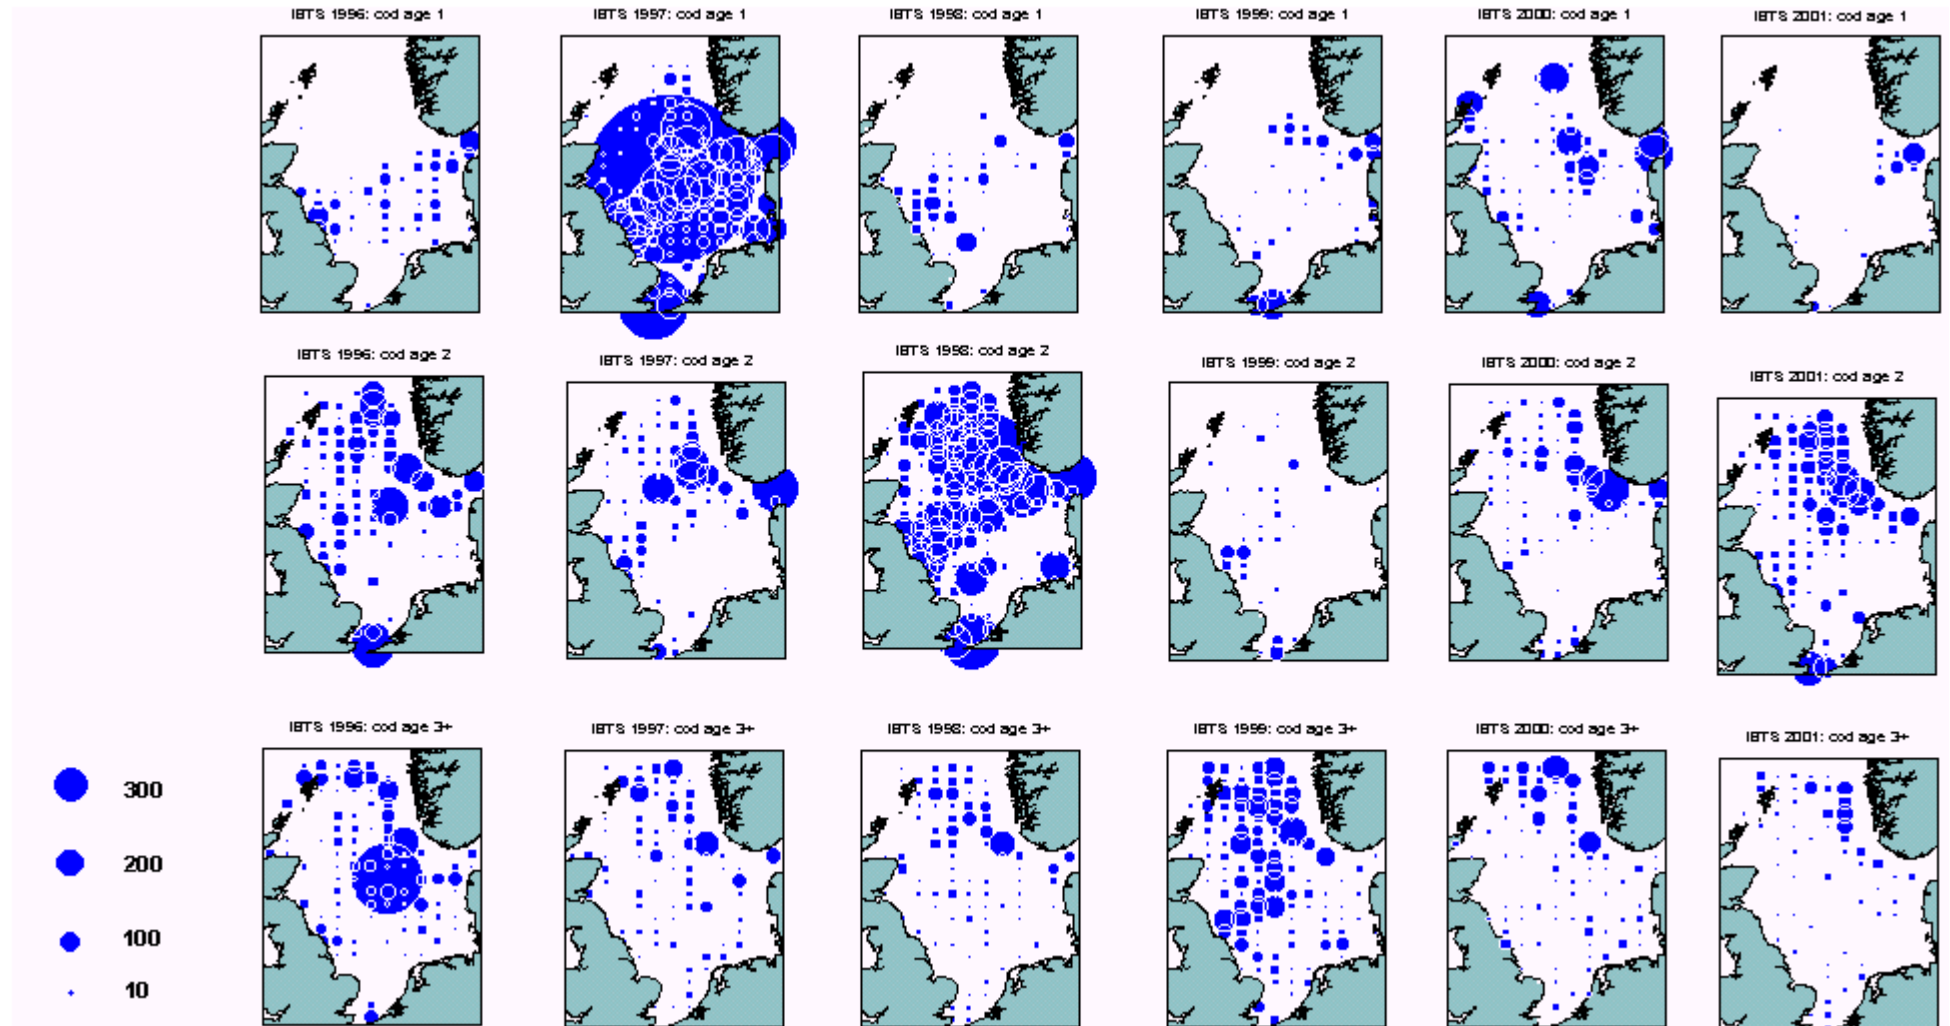 IBTS 1996: cod age 1
IBTS 1997: cod age 1
IBTS 1998: cod age 1
IBTS 1999: cod age 1
IBTS 2000: cod age 1
IBTS 2001: cod age 1
IBTS 1996: cod age 2
IBTS 1997: cod age 2
IBTS 1998: cod age 2
IBTS 1999: cod age 2
IBTS 2000: cod age 2
IBTS 2001: cod age 2
IBTS 1996: cod age 3+
IBTS 1997: cod age 3+
IBTS 1998: cod age 3+
IBTS 1999: cod age 3+
IBTS 2000: cod age 3+
IBTS 2001: cod age 3+
300
200
100
10